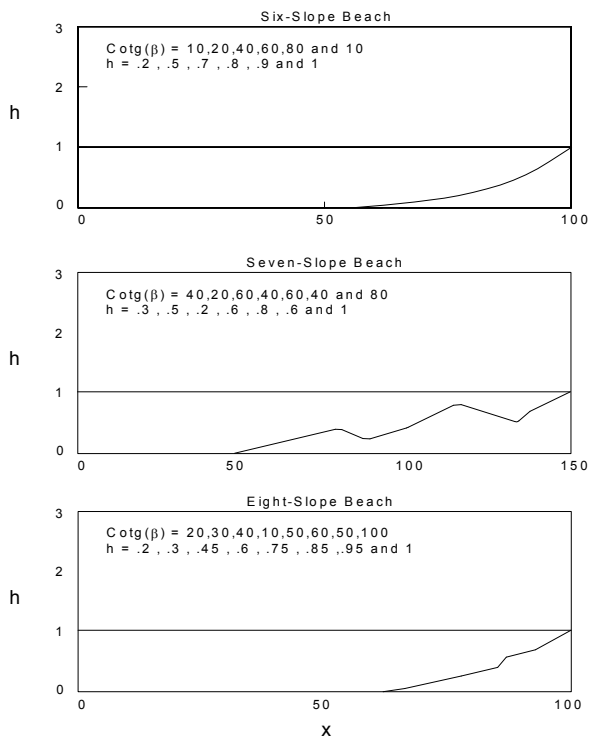 Six-Slope Beach
3
Cotg(β) = 10,20,40,60,80 and 10
h = .2 , .5 , .7 , .8 , .9 and 1
2
h
1
0
0 50 100
Seven-Slope Beach
3
Cotg(β) = 40,20,60,40,60,40 and 80
h = .3 , .5 , .2 , .6 , .8 , .6 and 1
2
h
1
0
0 50 100 150
Eight-Slope Beach
3
Cotg(β) = 20,30,40,10,50,60,50,100
h = .2 , .3 , .45 , .6 , .75 , .85 ,.95 and 1
2
h
1
0
0 50 100
x